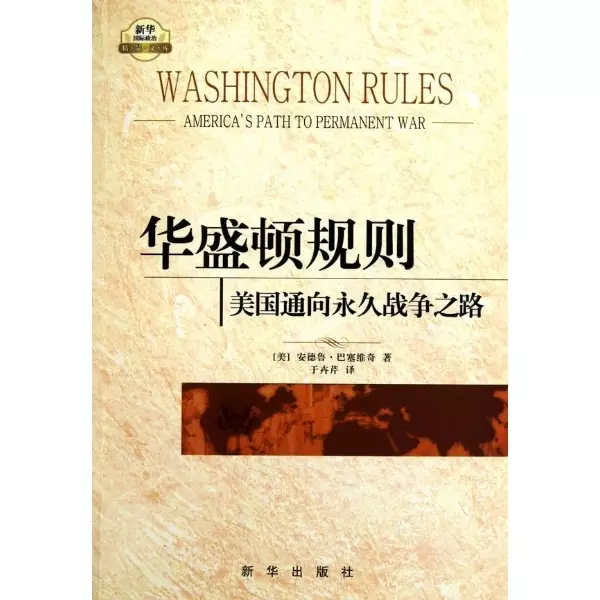 新华
国际政治
精·品·文·库
WASHINGTON RULES
AMERICA'S PATH TO PERMANENT WAR
华盛顿规则
美国通向永久战争之路
[美] 安德鲁·巴塞维奇 著
于卉芹 译
新华出版社